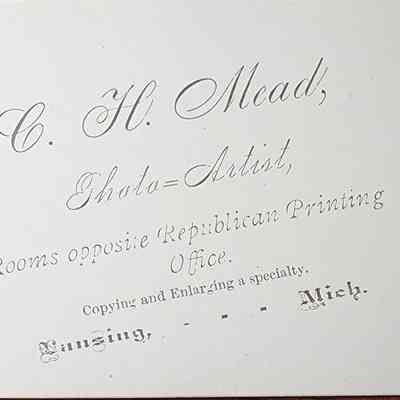 C. H. Mead,
Photo=Artist,
Rooms opposite Republican Printing
Office.
Copying and Enlarging a specialty.
Lansing, - - - Mich.